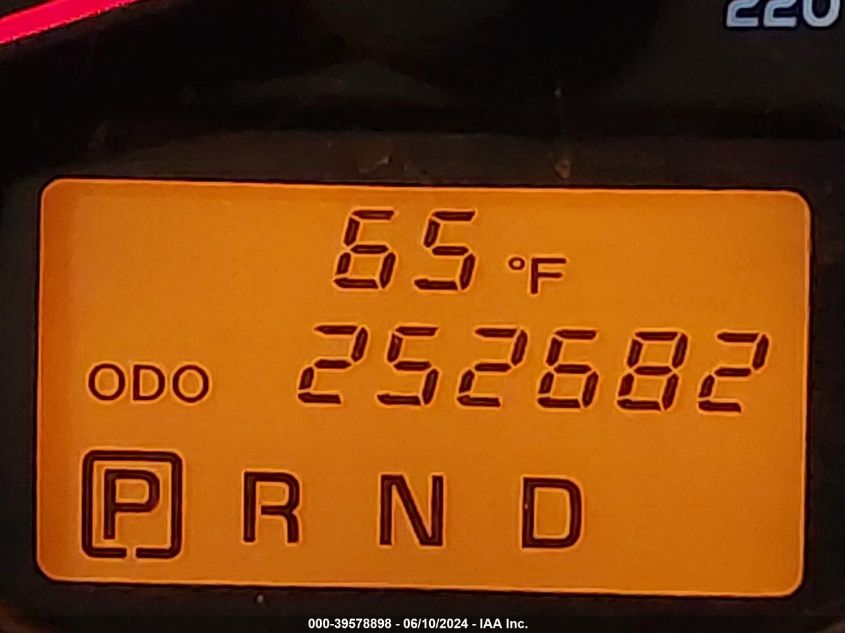 220
65 °F
ODO 252682
P R N D
000-39578898 - 06/10/2024 - IAA Inc.